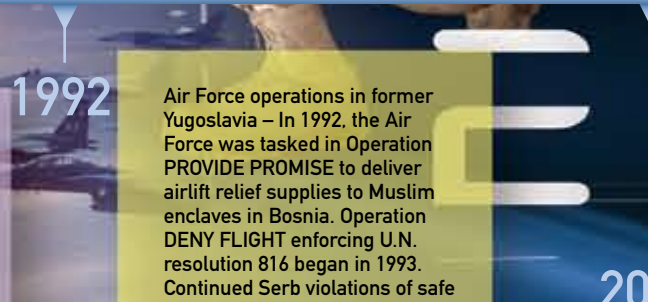 1992
Air Force operations in former
Yugoslavia – In 1992, the Air
Force was tasked in Operation
PROVIDE PROMISE to deliver
airlift relief supplies to Muslim
enclaves in Bosnia. Operation
DENY FLIGHT enforcing U.N.
resolution 816 began in 1993.
Continued Serb violations of safe
20